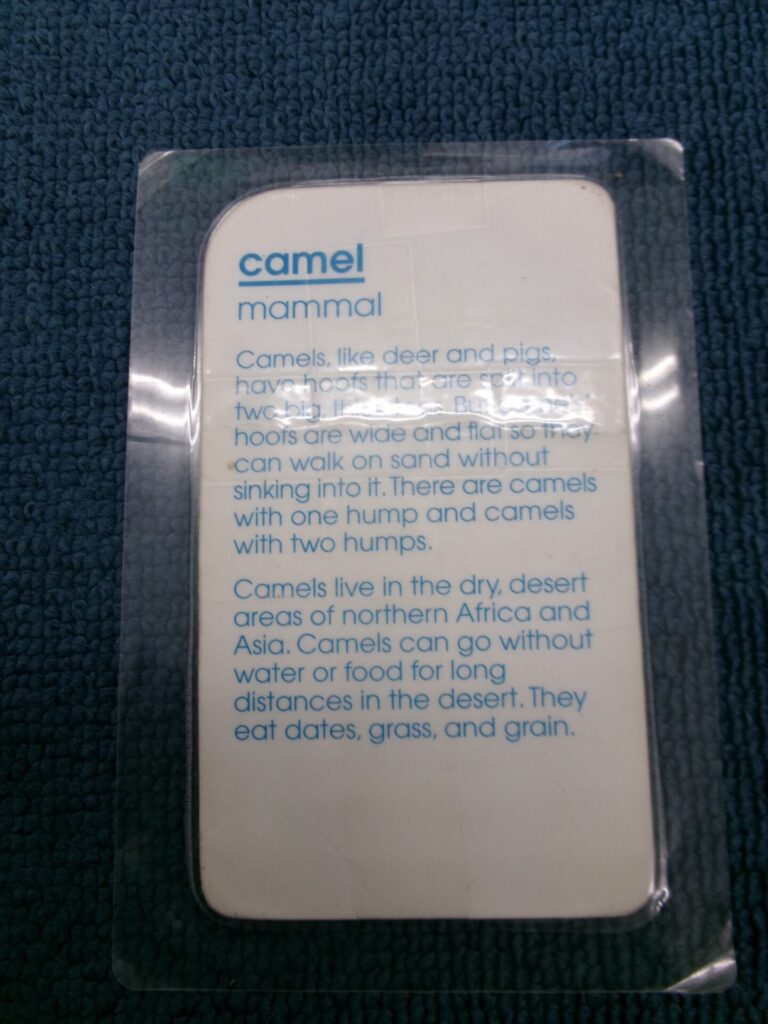 camel
mammal
Camels, like deer and pigs,
have hoofs that are split into
two big, But
hoofs are wide and flat so they
can walk on sand without
sinking into it. There are camels
with one hump and camels
with two humps.
Camels live in the dry, desert
areas of northern Africa and
Asia. Camels can go without
water or food for long
distances in the desert. They
eat dates, grass, and grain.